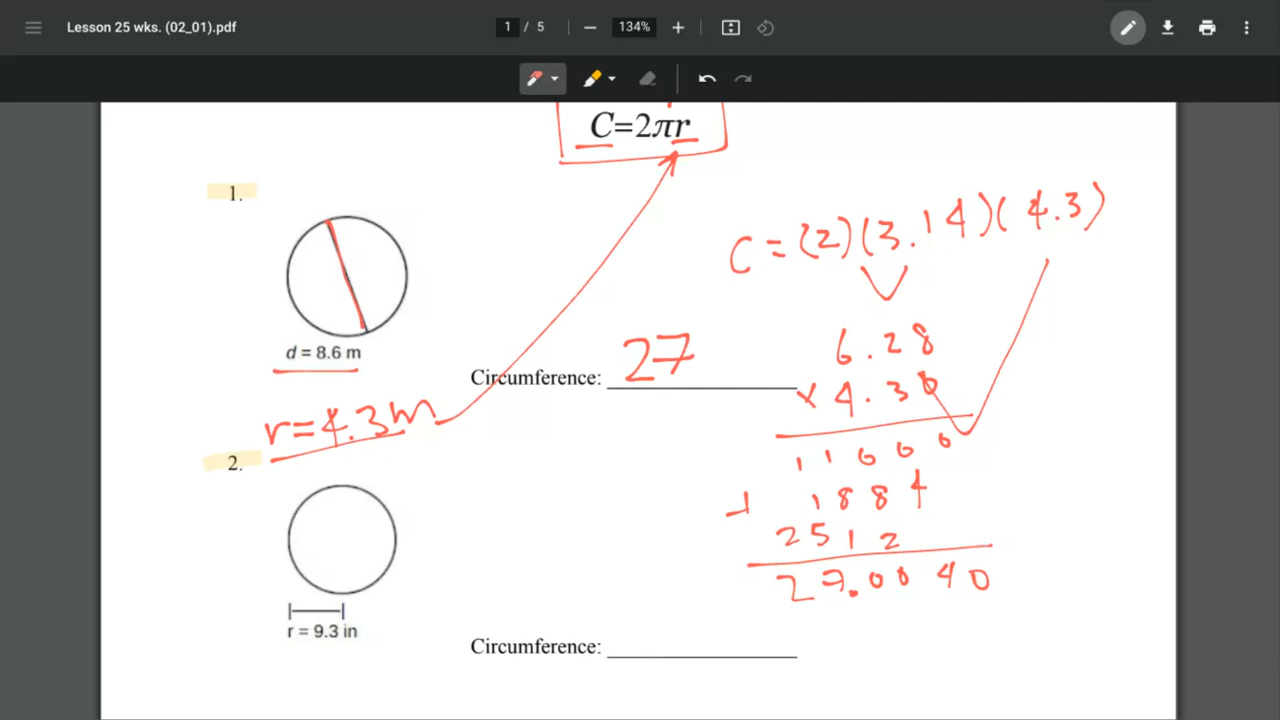 Lesson 25 wks. (02_01).pdf
1 / 5
134%
C=2πr
1.
C = (2)(3.14)(4.3)
d = 8.6 m
6.28
x 4.30
Circumference: 27
r=4.3m
11000
+ 1884
2512
27.0040
2.
r = 9.3 in
Circumference: